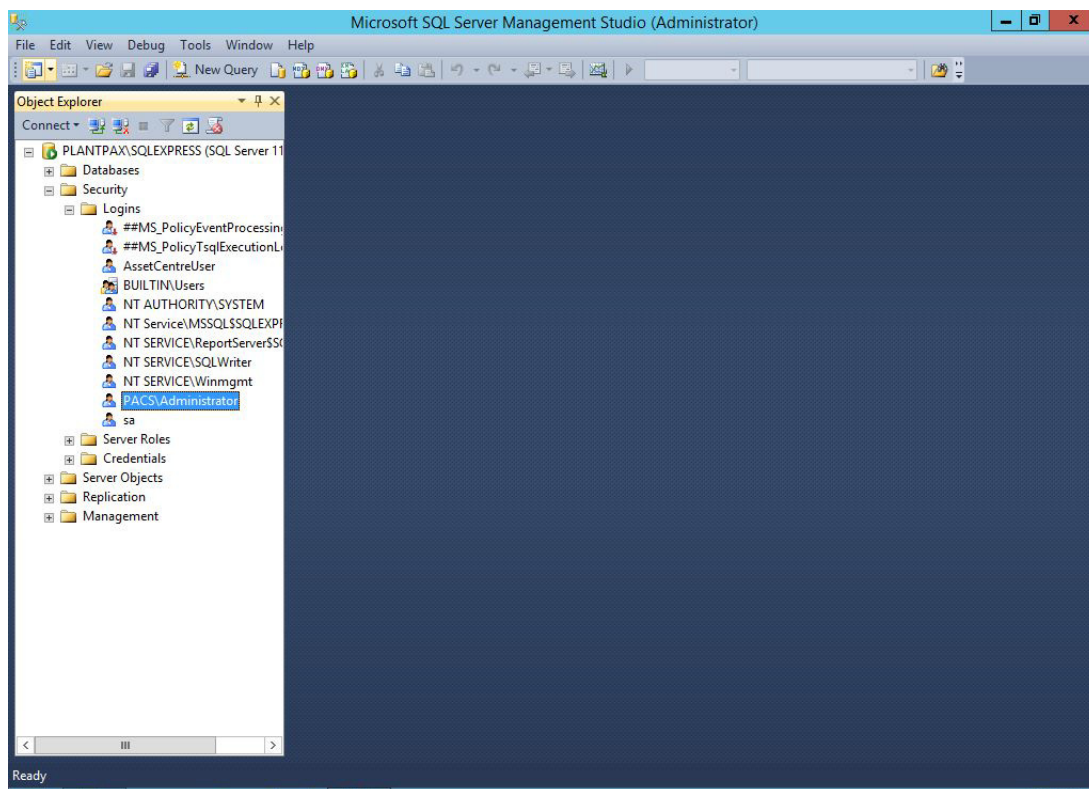 Microsoft SQL Server Management Studio (Administrator)
File Edit View Debug Tools Window Help
New Query
Object Explorer
Connect
PLANTPAX\SQLEXPRESS (SQL Server 11
Databases
Security
Logins
##MS_PolicyEventProcessin
##MS_PolicyTsqlExecutionL
AssetCentreUser
BUILTIN\Users
NT AUTHORITY\SYSTEM
NT Service\MSSQL$SQLEXPR
NT SERVICE\ReportServer$S
NT SERVICE\SQLWriter
NT SERVICE\Winmgmt
PACS\Administrator
sa
Server Roles
Credentials
Server Objects
Replication
Management
Ready